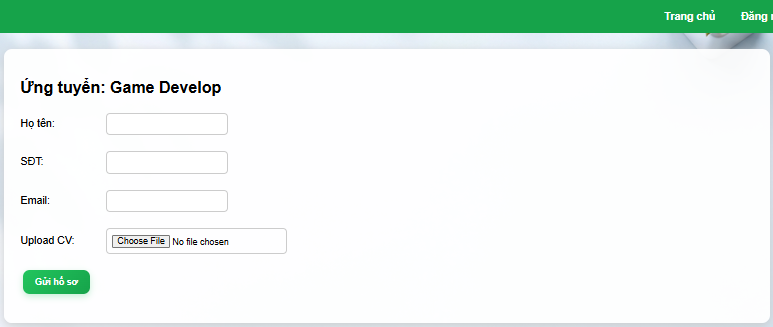 Trang chủ Đăng
Ứng tuyển: Game Develop
Họ tên:
SĐT:
Email:
Upload CV: Choose File No file chosen
Gửi hồ sơ